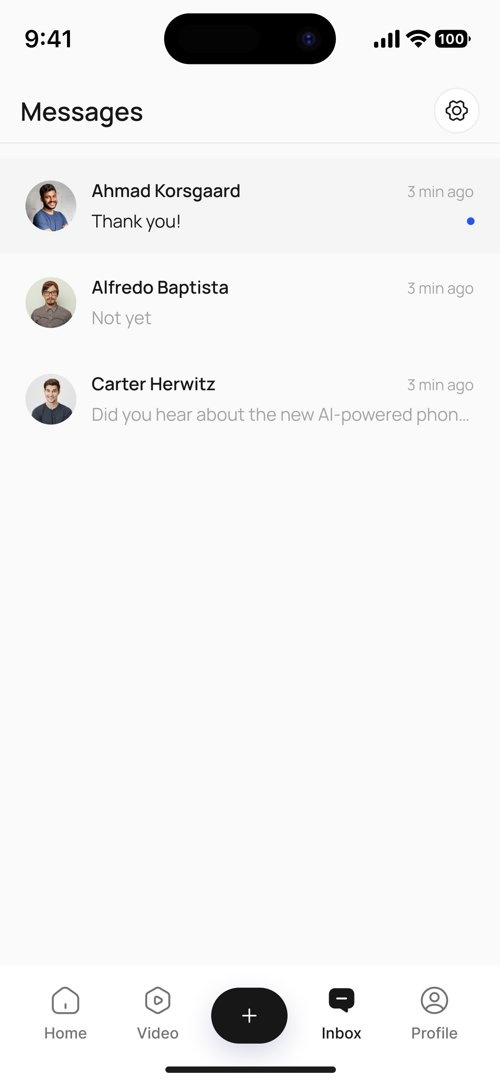 9:41
100
Messages
Ahmad Korsgaard
3 min ago
Thank you!
Alfredo Baptista
3 min ago
Not yet
Carter Herwitz
3 min ago
Did you hear about the new AI-powered phon...
Home
Video
Inbox
Profile